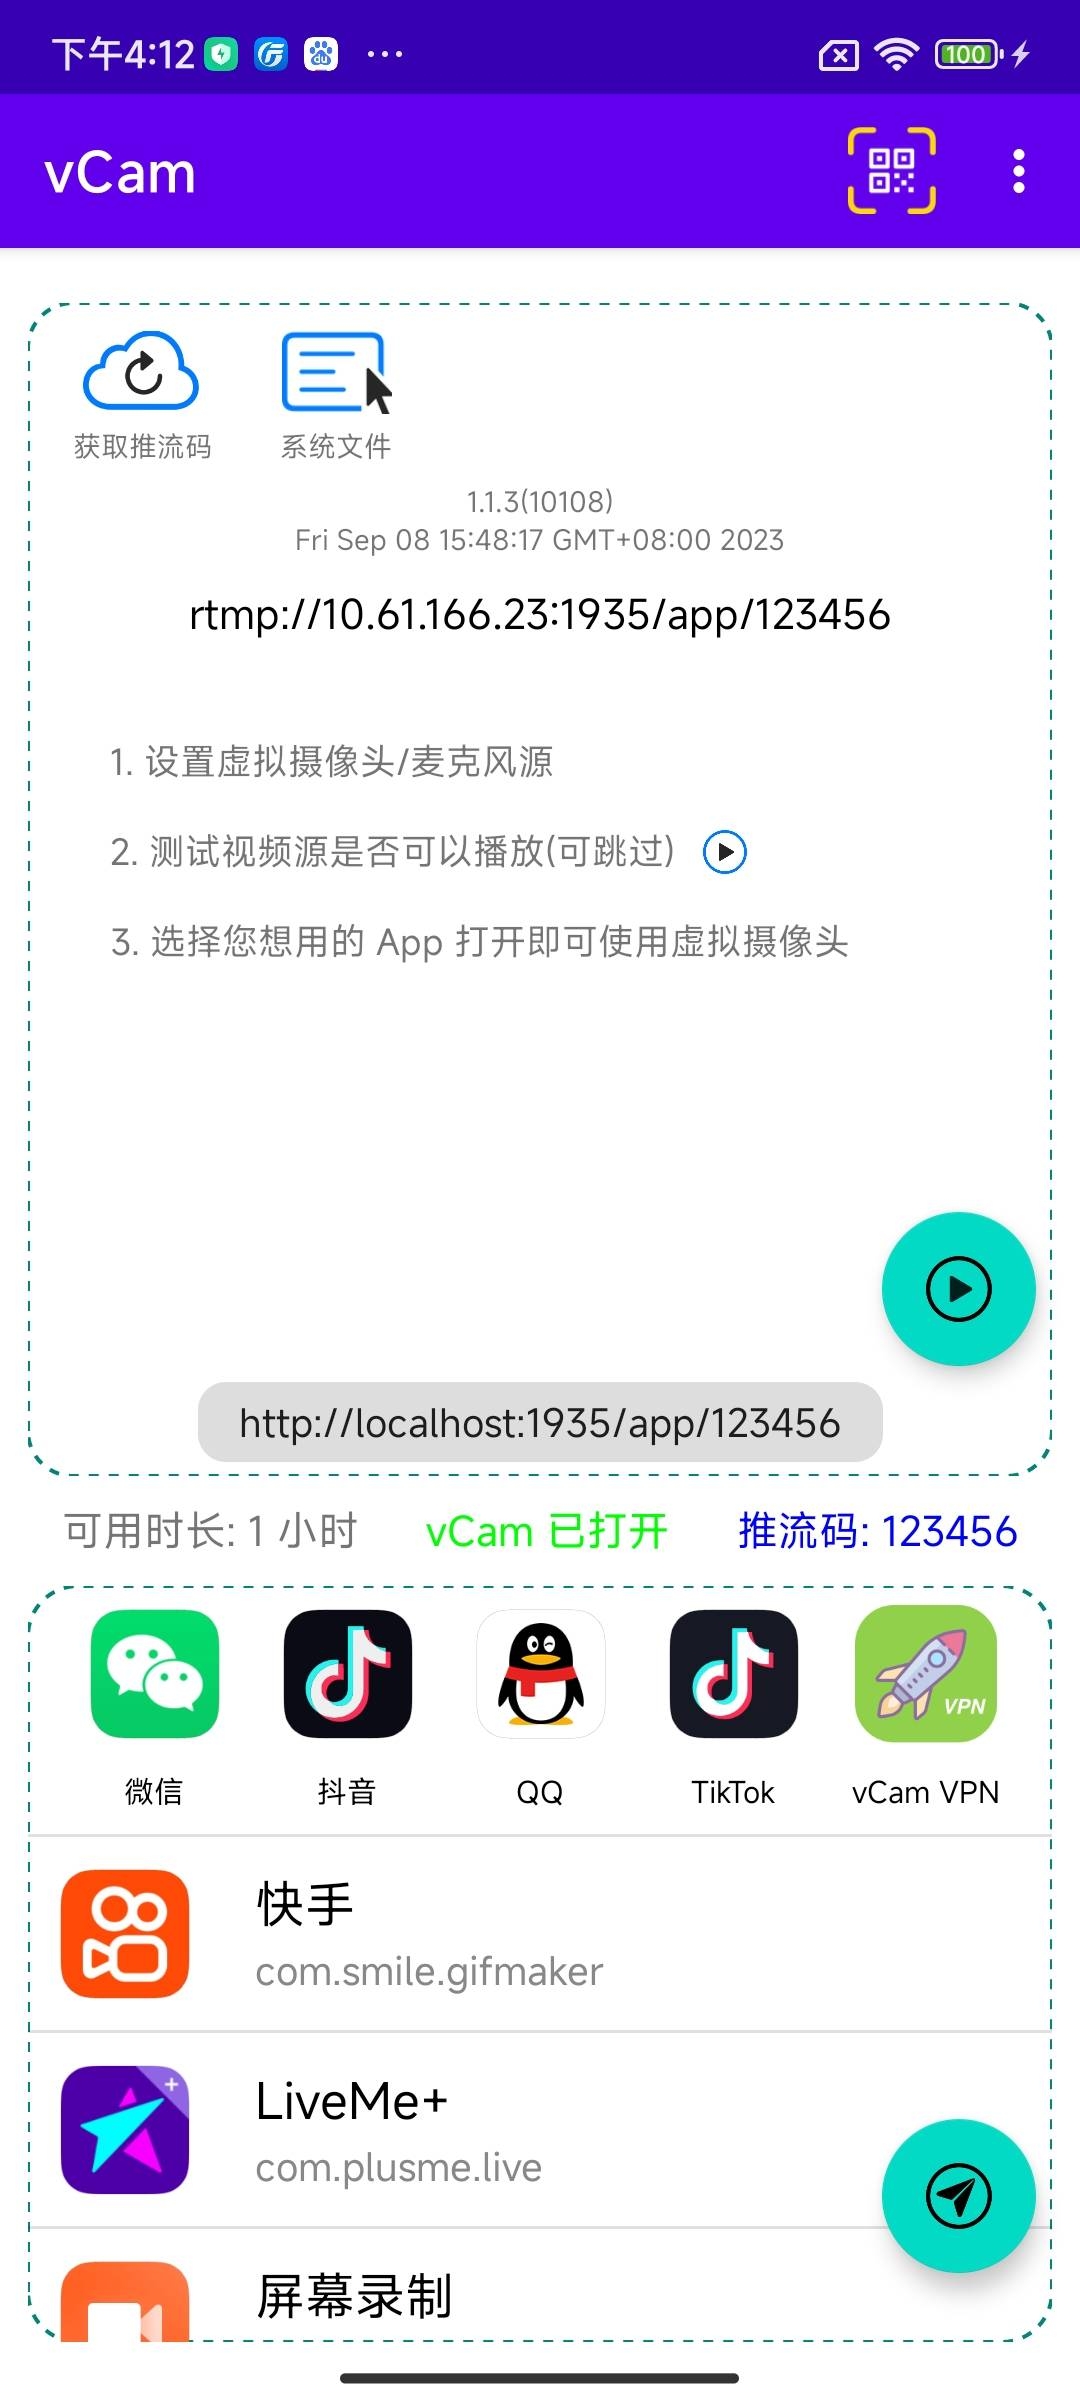 下午4:12
100
vCam
获取推流码 系统文件
1.1.3(10108)
Fri Sep 08 15:48:17 GMT+08:00 2023
rtmp://10.61.166.23:1935/app/123456
1. 设置虚拟摄像头/麦克风源
2. 测试视频源是否可以播放(可跳过)
3. 选择您想用的 App 打开即可使用虚拟摄像头
http://localhost:1935/app/123456
可用时长: 1 小时 vCam 已打开 推流码: 123456
VPN
微信 抖音 QQ TikTok vCam VPN
快手
com.smile.gifmaker
LiveMe+
com.plusme.live
屏幕录制